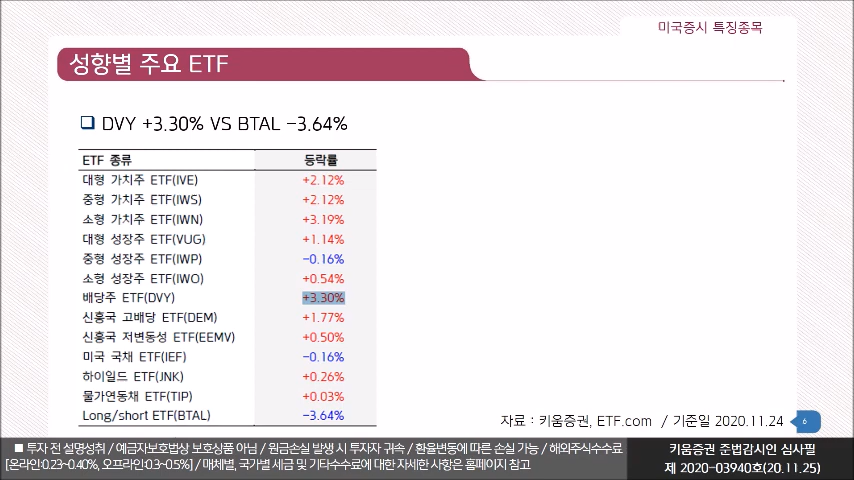 미국증시 특징종목
성향별 주요 ETF
DVY +3.30% VS BTAL -3.64%
ETF 종류 등락률
대형 가치주 ETF(IVE) +2.12%
중형 가치주 ETF(IWS) +2.12%
소형 가치주 ETF(IWN) +3.19%
대형 성장주 ETF(VUG) +1.14%
중형 성장주 ETF(IWP) -0.16%
소형 성장주 ETF(IWO) +0.54%
배당주 ETF(DVY) +3.30%
신흥국 고배당 ETF(DEM) +1.77%
신흥국 저변동성 ETF(EEMV) +0.50%
미국 국채 ETF(IEF) -0.16%
하이일드 ETF(JNK) +0.26%
물가연동채 ETF(TIP) +0.03%
Long/short ETF(BTAL) -3.64%
자료 : 키움증권, ETF.com / 기준일 2020.11.24
6
■ 투자 전 설명성취 / 예금자보호법상 보호상품 아님 / 원금손실 발생 시 투자자 귀속 / 환율변동에 따른 손실 가능 / 해외주식수수료
[온라인:0.23~0.40%, 오프라인:0.3~0.5%] / 매체별, 국가별 세금 및 기타수수료에 대한 자세한 사항은 홈페이지 참고
키움증권 준법감시인 심사필
제 2020-03940호(20.11.25)